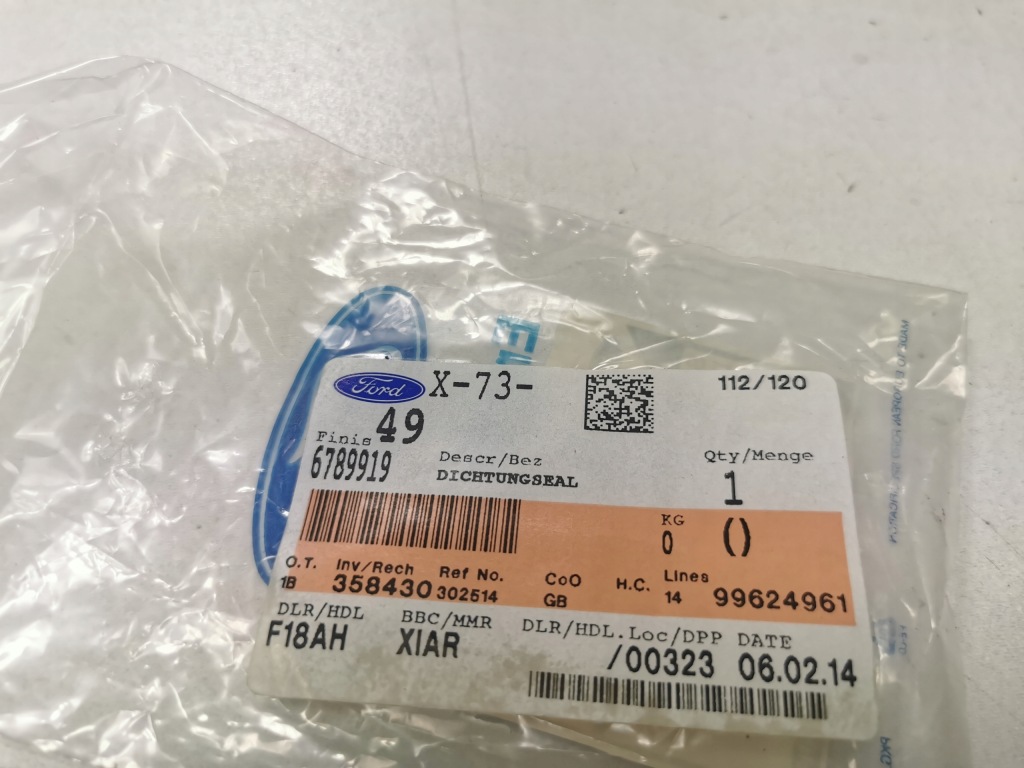 Ford X-73-49 112/120
Finis Descr/Bez Qty/Menge
6789919 DICHTUNGSEAL 1
KG ()
0
O.T. Inv/Rech Ref No. CoO H.C. Lines
1B 358430 302514 GB 14 99624961
DLR/HDL BBC/MMR DLR/HDL.Loc/DPP DATE
F18AH XIAR /00323 06.02.14